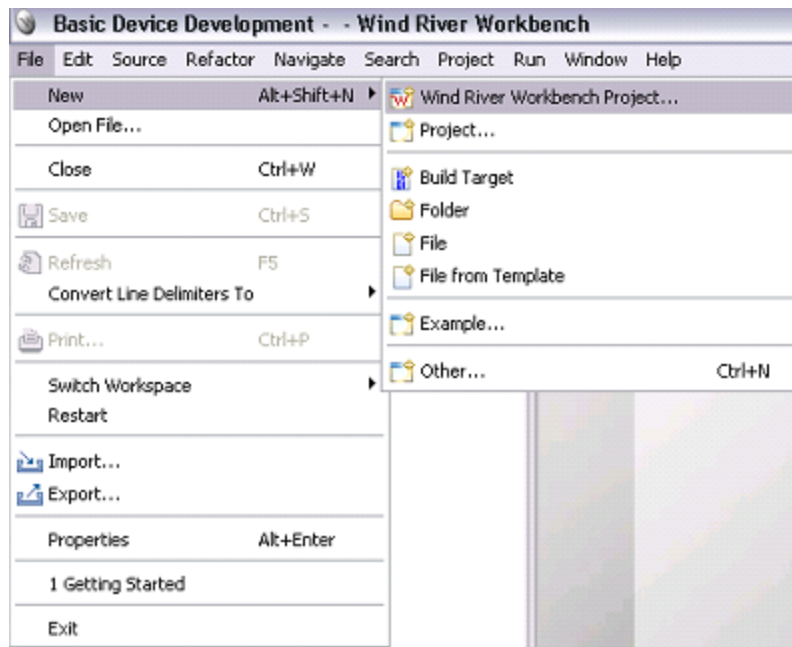 Basic Device Development - - Wind River Workbench
File Edit Source Refactor Navigate Search Project Run Window Help
New Alt+Shift+N
Open File...
Close Ctrl+W
Save Ctrl+S
Refresh F5
Convert Line Delimiters To
Print... Ctrl+P
Switch Workspace
Restart
Import...
Export...
Properties Alt+Enter
1 Getting Started
Exit
Wind River Workbench Project...
Project...
Build Target
Folder
File
File from Template
Example...
Other... Ctrl+N